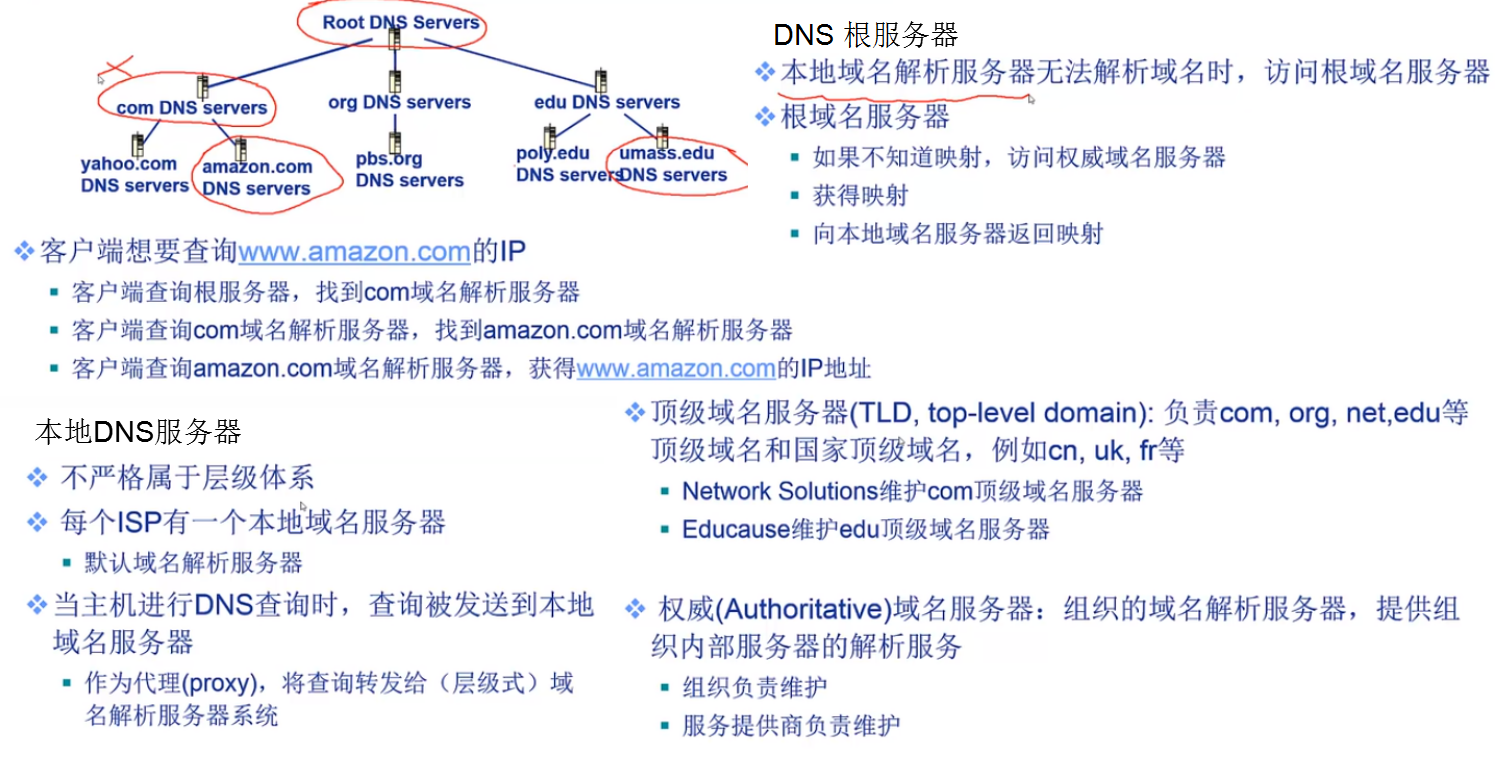 Root DNS Servers
com DNS servers
org DNS servers
edu DNS servers
yahoo.com
DNS servers
amazon.com
DNS servers
pbs.org
DNS servers
poly.edu
DNS servers
umass.edu
DNS servers
客户端想要查询www.amazon.com的IP
客户端查询根服务器，找到com域名解析服务器
客户端查询com域名解析服务器，找到amazon.com域名解析服务器
客户端查询amazon.com域名解析服务器，获得www.amazon.com的IP地址
DNS 根服务器
本地域名解析服务器无法解析域名时，访问根域名服务器
根域名服务器
如果不知道映射，访问权威域名服务器
获得映射
向本地域名服务器返回映射
本地DNS服务器
不严格属于层级体系
每个ISP有一个本地域名服务器
默认域名解析服务器
当主机进行DNS查询时，查询被发送到本地
域名服务器
作为代理(proxy)，将查询转发给（层级式）域
名解析服务器系统
顶级域名服务器(TLD, top-level domain): 负责com, org, net,edu等
顶级域名和国家顶级域名，例如cn, uk, fr等
Network Solutions维护com顶级域名服务器
Educause维护edu顶级域名服务器
权威(Authoritative)域名服务器：组织的域名解析服务器，提供组
织内部服务器的解析服务
组织负责维护
服务提供商负责维护